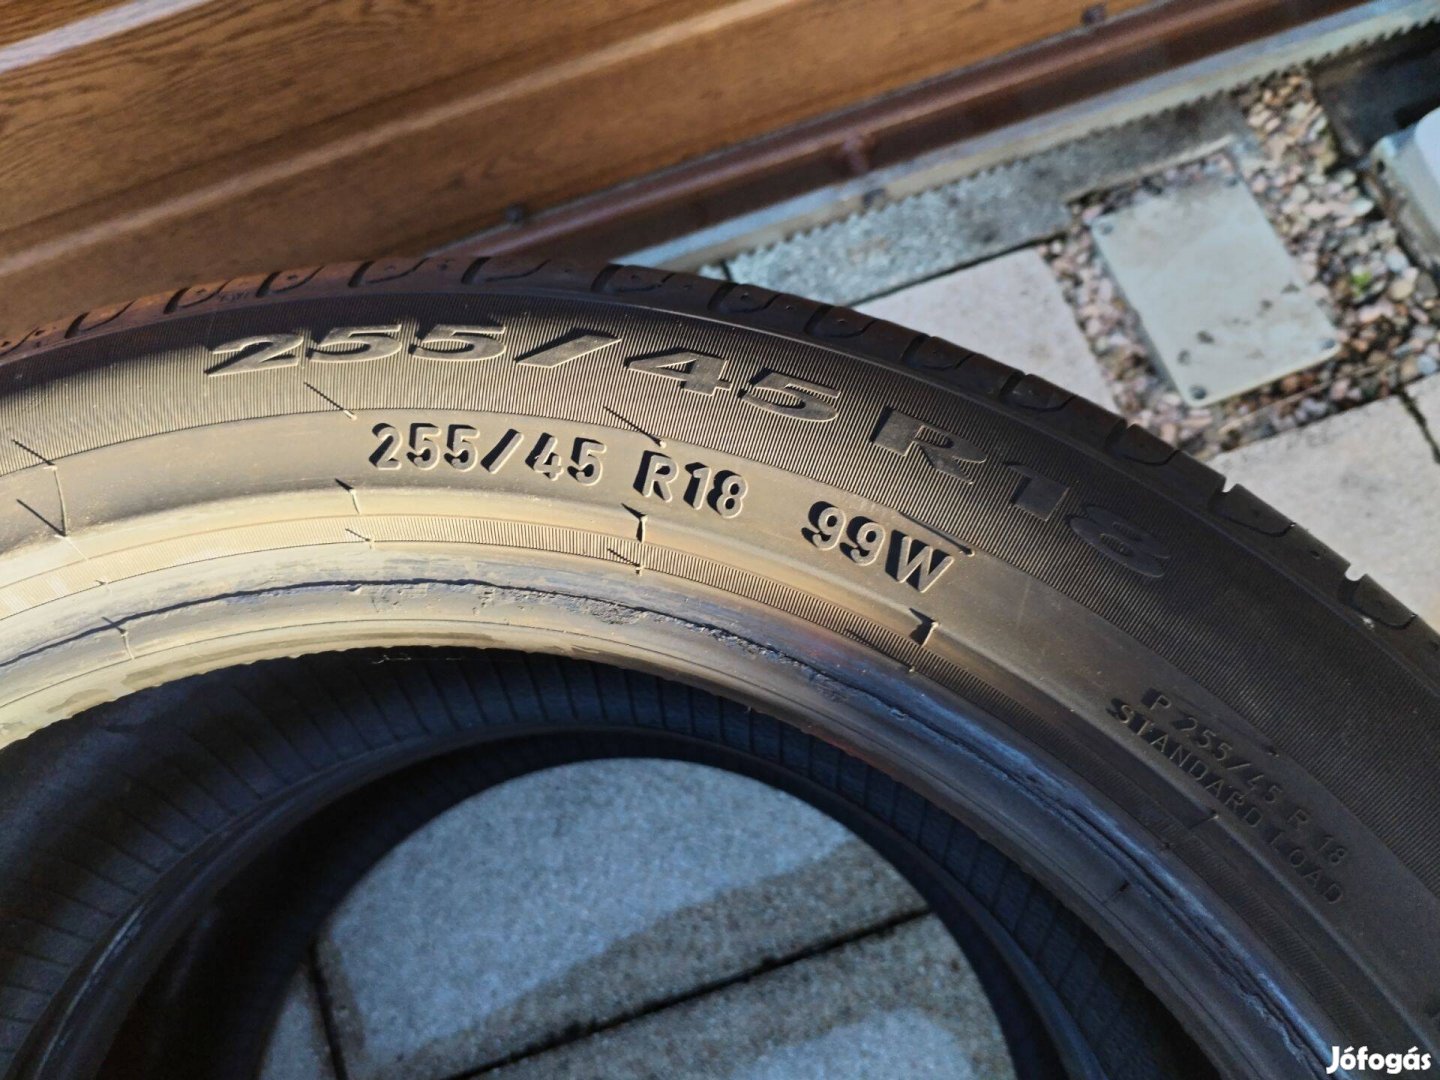 255/45 R18
255/45 R18 99W
P 255/45 R 18
STANDARD LOAD
Jófogás